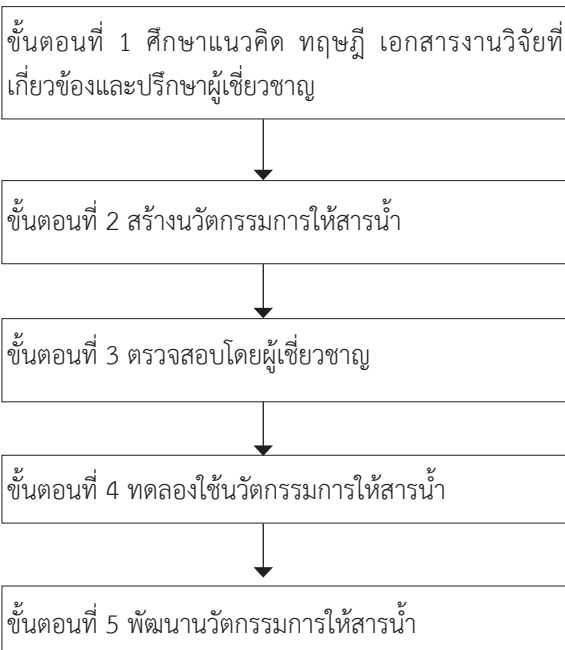 ขั้นตอนที่ 1 ศึกษาแนวคิด ทฤษฎี เอกสารงานวิจัยที่
เกี่ยวข้องและปรึกษาผู้เชี่ยวชาญ
ขั้นตอนที่ 2 สร้างนวัตกรรมการให้สารน้ำ
ขั้นตอนที่ 3 ตรวจสอบโดยผู้เชี่ยวชาญ
ขั้นตอนที่ 4 ทดลองใช้นวัตกรรมการให้สารน้ำ
ขั้นตอนที่ 5 พัฒนานวัตกรรมการให้สารน้ำ